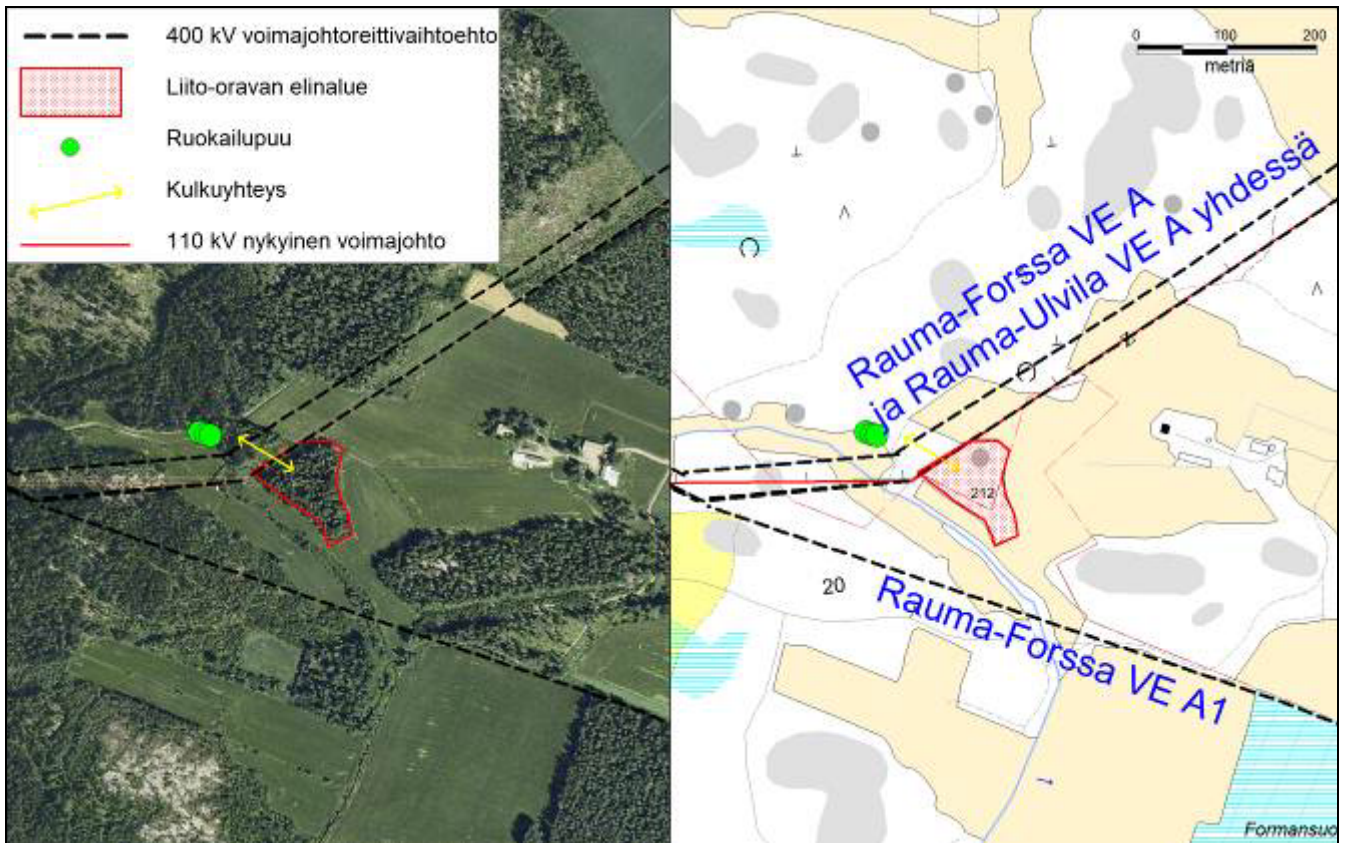 400 kV voimajohtoreittivaihtoehto
Liito-oravan elinalue
Ruokailupuu
Kulkuyhteys
110 kV nykyinen voimajohto
0 100 200
metriä
Rauma-Forssa VE A
ja Rauma-Ulvila VE A yhdessä
212
20
Rauma-Forssa VE A1
Formansuo